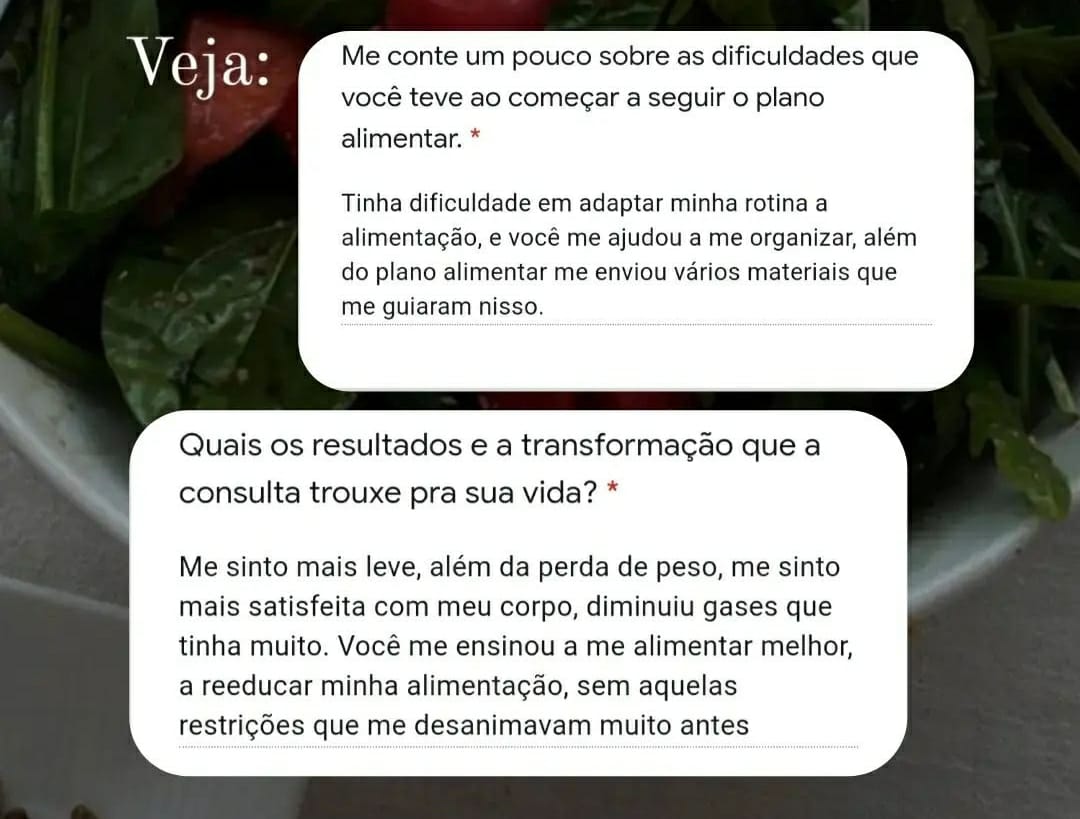 Veja:
Me conte um pouco sobre as dificuldades que
você teve ao começar a seguir o plano
alimentar. *
Tinha dificuldade em adaptar minha rotina a
alimentação, e você me ajudou a me organizar, além
do plano alimentar me enviou vários materiais que
me guiaram nisso.
Quais os resultados e a transformação que a
consulta trouxe pra sua vida? *
Me sinto mais leve, além da perda de peso, me sinto
mais satisfeita com meu corpo, diminuiu gases que
tinha muito. Você me ensinou a me alimentar melhor,
a reeducar minha alimentação, sem aquelas
restrições que me desanimavam muito antes